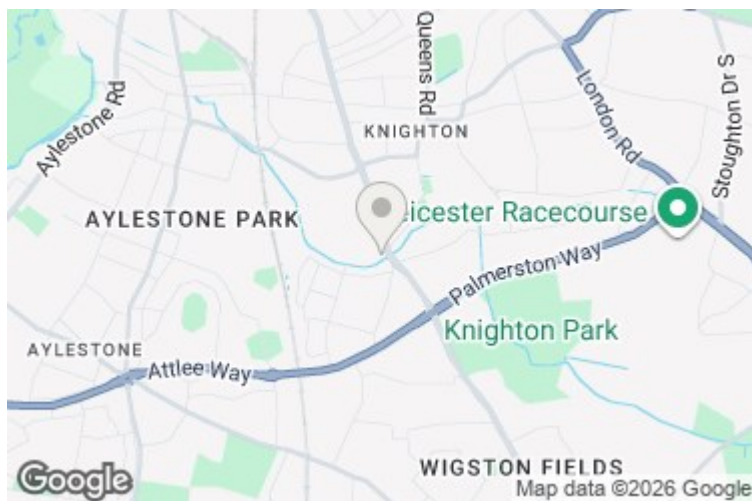 Aylestone Rd
Queens Rd
London Rd
Stoughton Dr S
KNIGHTON
AYLESTONE PARK
eicester Racecourse
Palmerston Way
Knighton Park
AYLESTONE
Attlee Way
WIGSTON FIELDS
Google
Map data ©2026 Google